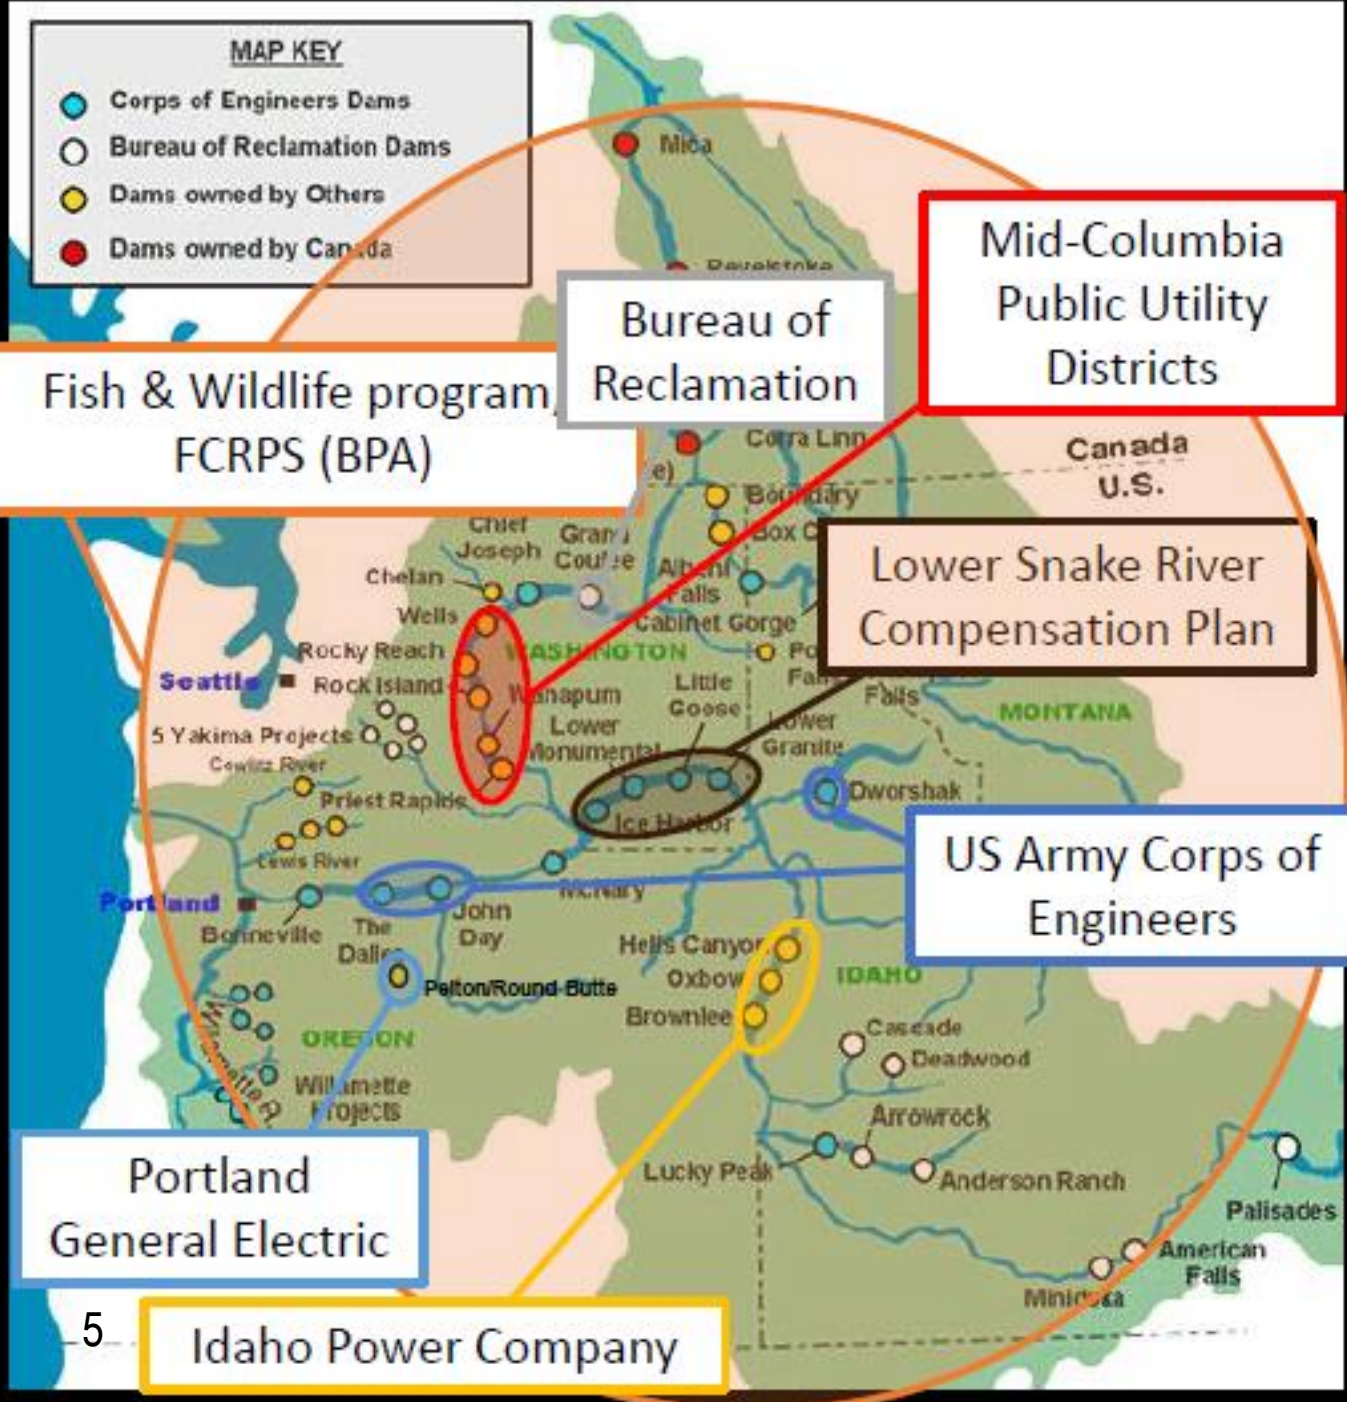 MAP KEY
Corps of Engineers Dams
Bureau of Reclamation Dams
Dams owned by Others
Dams owned by Canada
Mica
Revelstoke
Mid-Columbia
Public Utility
Districts
Bureau of
Reclamation
Fish & Wildlife program,
FCRPS (BPA)
Corra Linn
Canada
U.S.
e)
Boundary
Box C
Chief
Joseph
Grand
Coulee
Albeni
Falls
Chelan
Cabinet Gorge
Lower Snake River
Compensation Plan
Wells
Rocky Reach
WASHINGTON
Seattle
Rock Island
Wanapum
Little
Goose
Falls
MONTANA
5 Yakima Projects
Lower
Monumental
Lower
Granite
Cowlitz River
Priest Rapids
Dworshak
Ice Harbor
Lewis River
US Army Corps of
Engineers
McNary
Portland
Bonneville
The
Dalles
John
Day
Hells Canyon
Oxbow
Brownlee
IDAHO
Pelton/Round Butte
Cascade
Deadwood
OREGON
Willamette R.
Willamette
Projects
Arrowrock
Lucky Peak
Anderson Ranch
Portland
General Electric
Palisades
American
Falls
Minidoka
5
Idaho Power Company